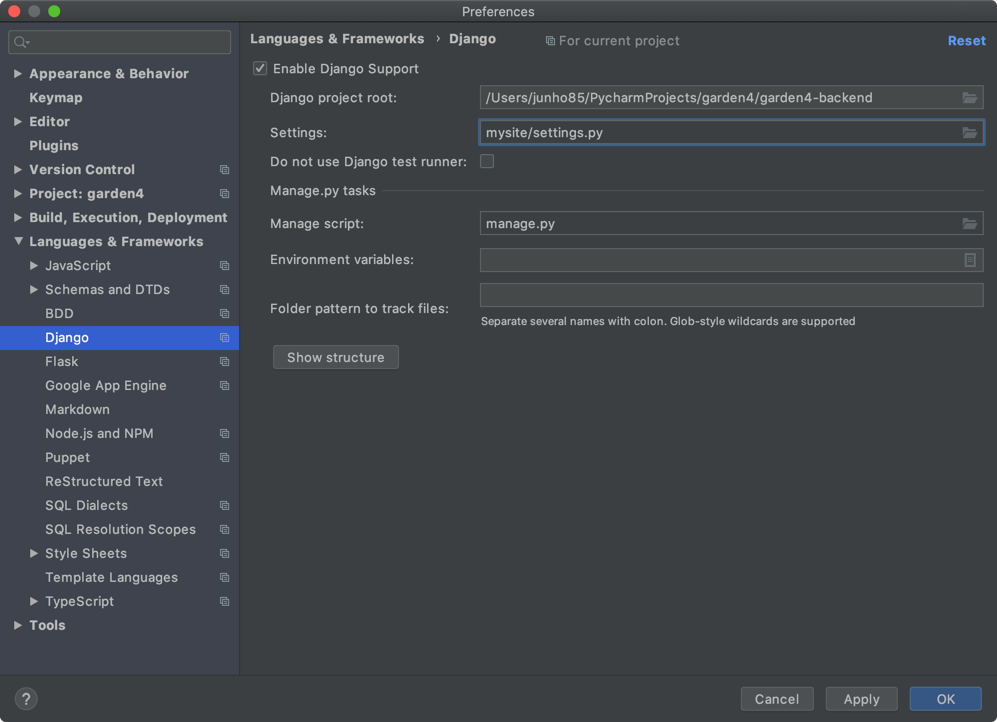 Preferences
Languages & Frameworks › Django
For current project
Reset
Appearance & Behavior
Keymap
Editor
Plugins
Version Control
Project: garden4
Build, Execution, Deployment
Languages & Frameworks
JavaScript
Schemas and DTDs
BDD
Django
Flask
Google App Engine
Markdown
Node.js and NPM
Puppet
ReStructured Text
SQL Dialects
SQL Resolution Scopes
Style Sheets
Template Languages
TypeScript
Tools
Enable Django Support
Django project root: /Users/junho85/PycharmProjects/garden4/garden4-backend
Settings: mysite/settings.py
Do not use Django test runner:
Manage.py tasks
Manage script: manage.py
Environment variables:
Folder pattern to track files:
Separate several names with colon. Glob-style wildcards are supported
Show structure
?
Cancel
Apply
OK